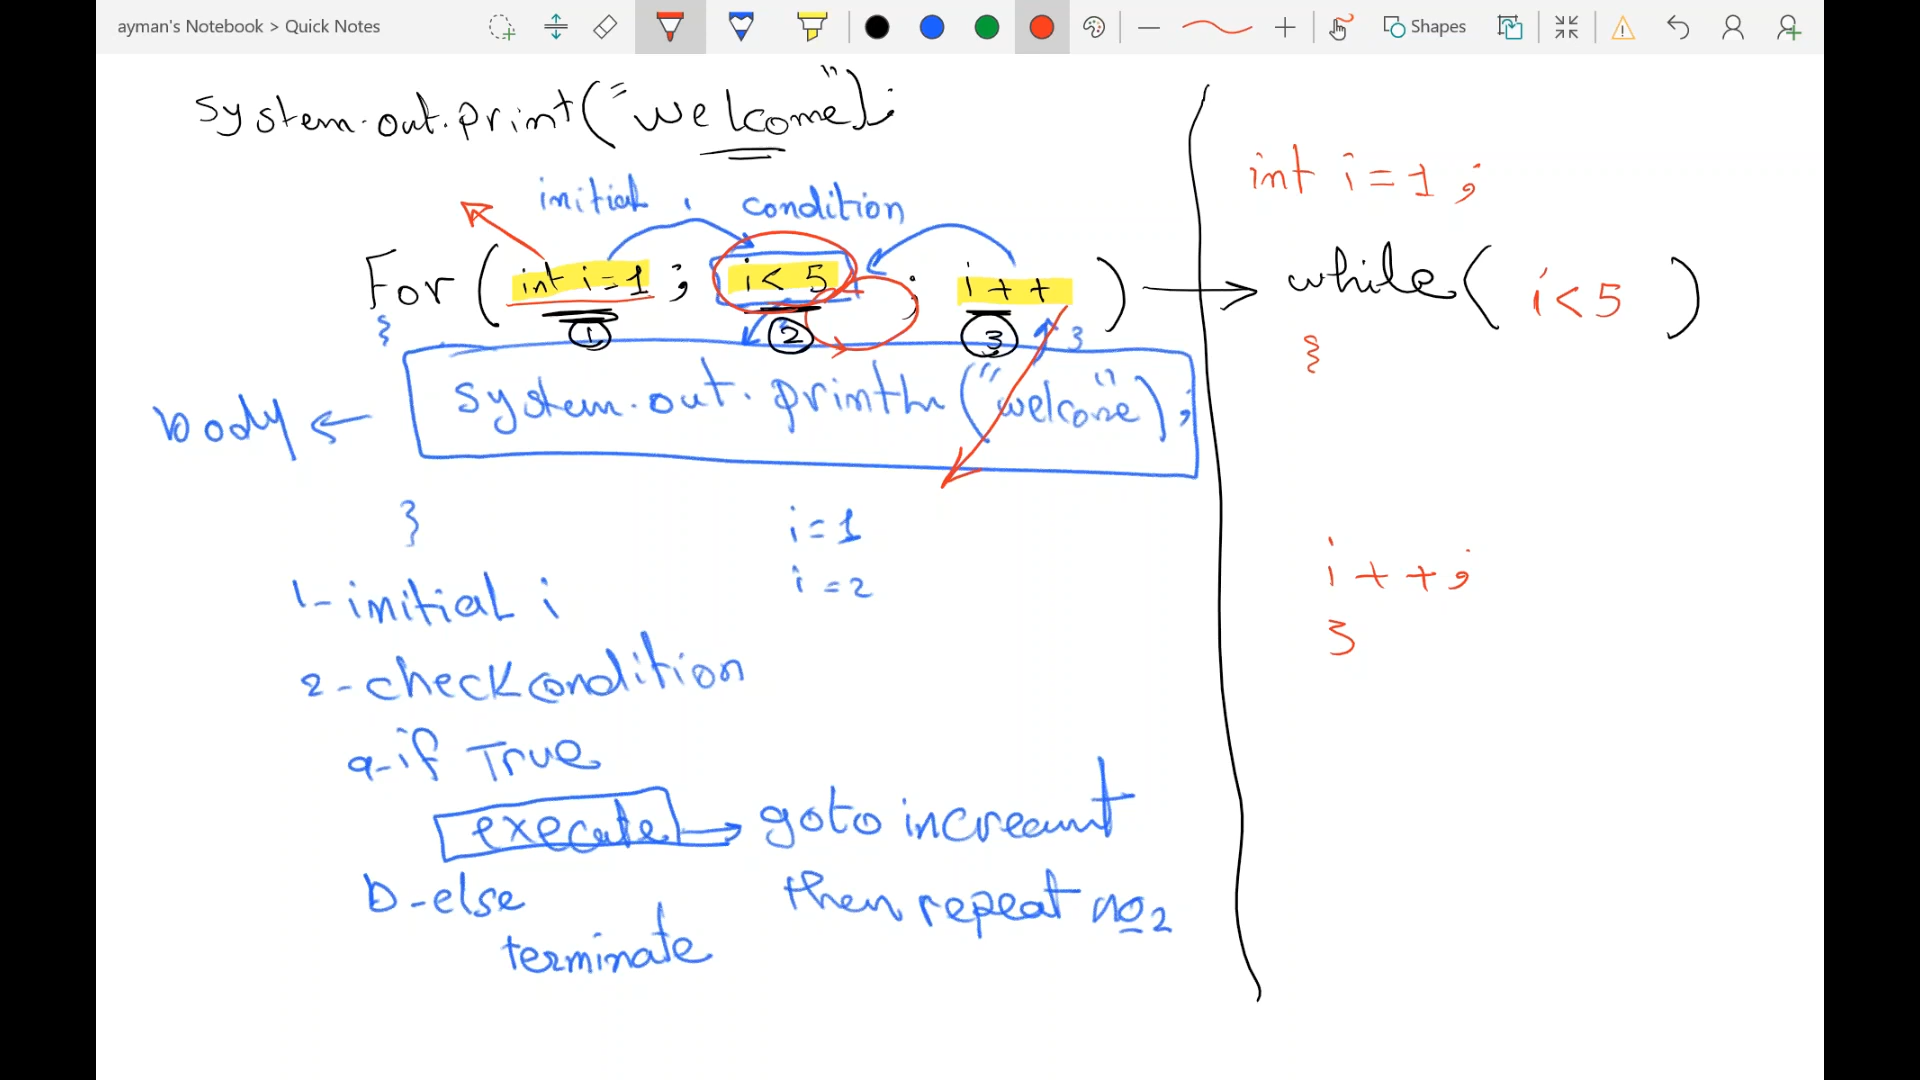 ayman's Notebook > Quick Notes
Shapes
system.out.print("welcome");
initial, condition
For (int i=1; i<5; i++)
1 2 3 3
{
system.out.println("welcome");
body ←
}
i=1
i=2
1-initial i
2-check condition
a-if True
execute → goto increamnt
then repeat no2
b-else
terminate
int i=1;
while( i<5 )
{
i++;
}